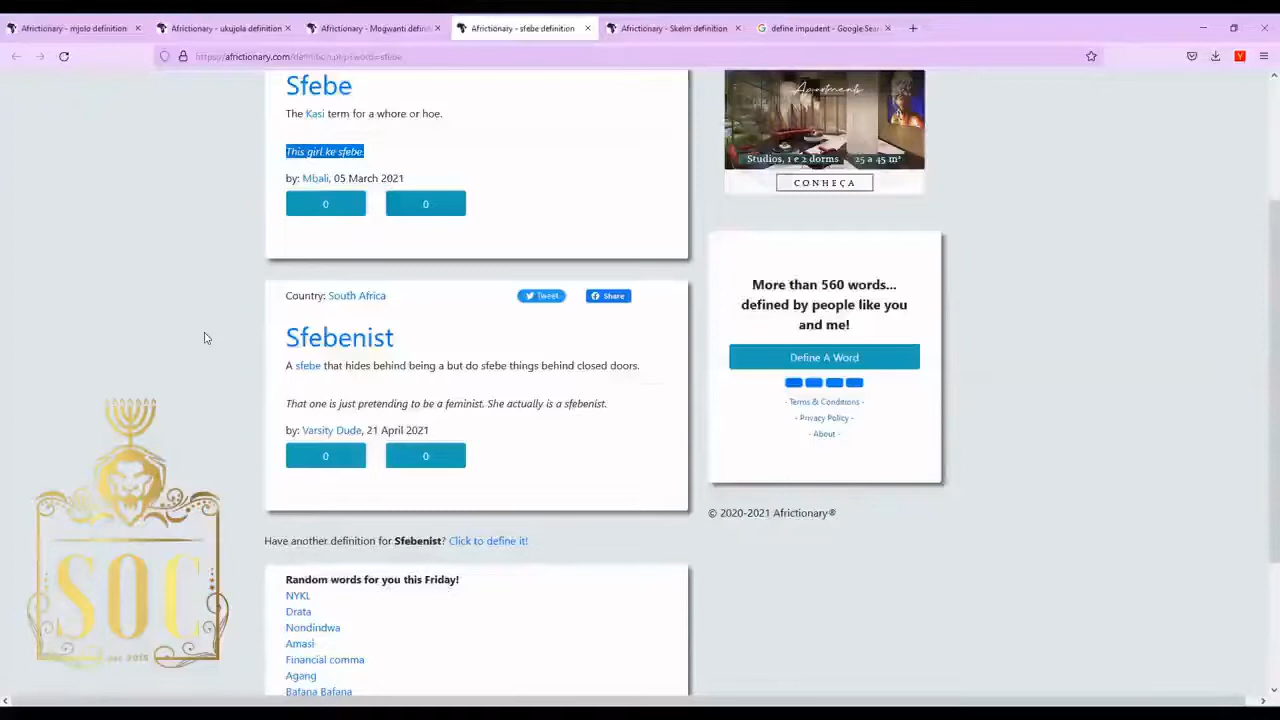 Africtionary - mjolo definition
Africtionary - ukujola definition
Africtionary - Mogwanti defini
Africtionary - sfebe definition
Africtionary - Skelm definition
define impudent - Google Sear
Sfebe
The Kasi term for a whore or hoe.
This girl ke sfebe.
by: Mbali, 05 March 2021
0 0
Country: South Africa
Tweet
Share
Sfebenist
A sfebe that hides behind being a but do sfebe things behind closed doors.
That one is just pretending to be a feminist. She actually is a sfebenist.
by: Varsity Dude, 21 April 2021
0 0
Have another definition for Sfebenist? Click to define it!
Random words for you this Friday!
NYKL
Drata
Nondindwa
Amasi
Financial comma
Agang
Bafana Bafana
Apartments
Studios, 1 e 2 dorms 25 a 45 m²
CONHEÇA
More than 560 words...
defined by people like you
and me!
Define A Word
- Terms & Conditions -
- Privacy Policy -
- About -
© 2020-2021 Africtionary®
SOC